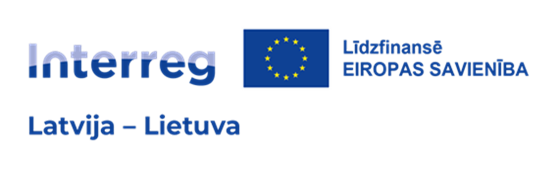 Interreg
Līdzfinansē
EIROPAS SAVIENĪBA
Latvija – Lietuva